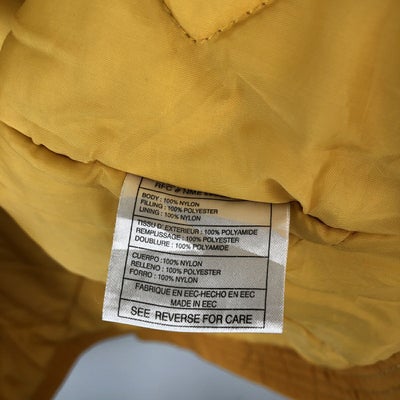 RFC # NME
BODY : 100% NYLON
FILLING : 100% POLYESTER
LINING : 100% NYLON
TISSU D' EXTERIEUR : 100% POLYAMIDE
REMPLISSAGE : 100% POLYESTER
DOUBLURE : 100% POLYAMIDE
CUERPO : 100% NYLON
RELLENO : 100% POLYESTER
FORRO : 100% NYLON
FABRIQUE EN EEC-HECHO EN EEC
MADE IN EEC
SEE REVERSE FOR CARE